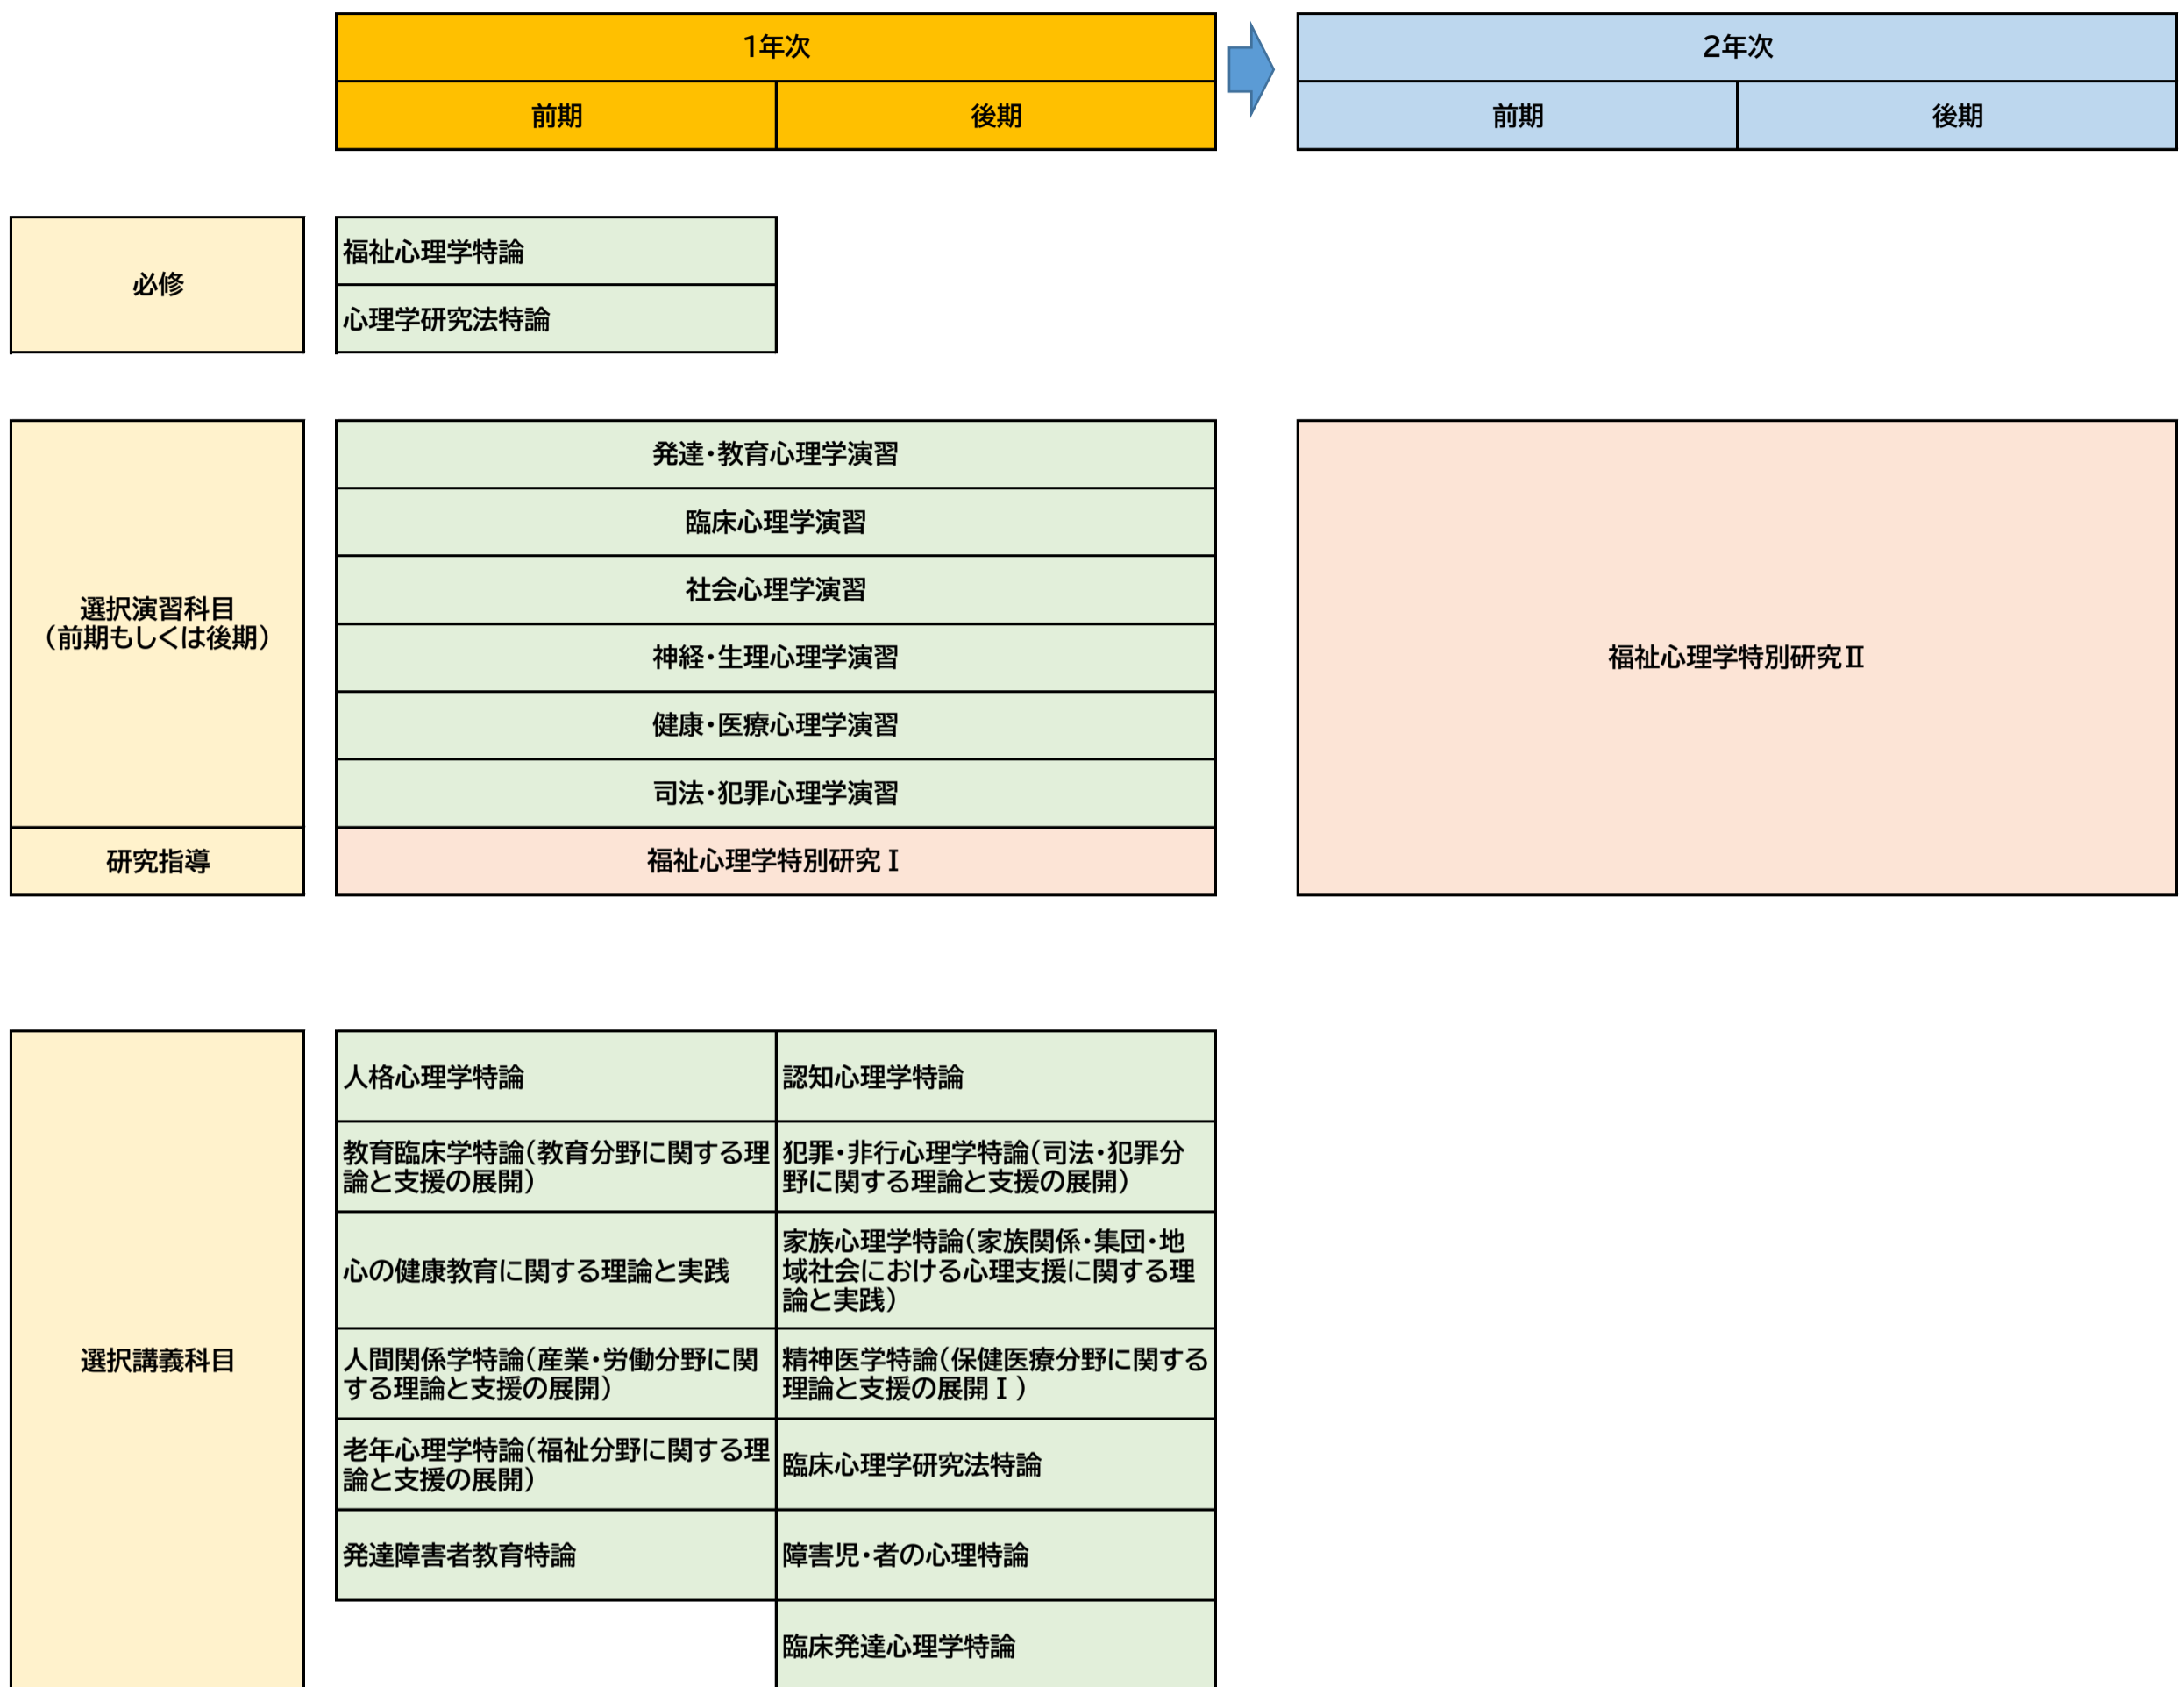 1年次
2年次
前期
後期
前期
後期
必修
福祉心理学特論
心理学研究法特論
選択演習科目
（前期もしくは後期）
発達・教育心理学演習
臨床心理学演習
社会心理学演習
神経・生理心理学演習
健康・医療心理学演習
司法・犯罪心理学演習
福祉心理学特別研究Ⅱ
研究指導
福祉心理学特別研究Ⅰ
選択講義科目
人格心理学特論
認知心理学特論
教育臨床学特論（教育分野に関する理
論と支援の展開）
犯罪・非行心理学特論（司法・犯罪分
野に関する理論と支援の展開）
心の健康教育に関する理論と実践
家族心理学特論（家族関係・集団・地
域社会における心理支援に関する理
論と実践）
人間関係学特論（産業・労働分野に関
する理論と支援の展開）
精神医学特論（保健医療分野に関する
理論と支援の展開Ⅰ）
老年心理学特論（福祉分野に関する理
論と支援の展開）
臨床心理学研究法特論
発達障害者教育特論
障害児・者の心理特論
臨床発達心理学特論